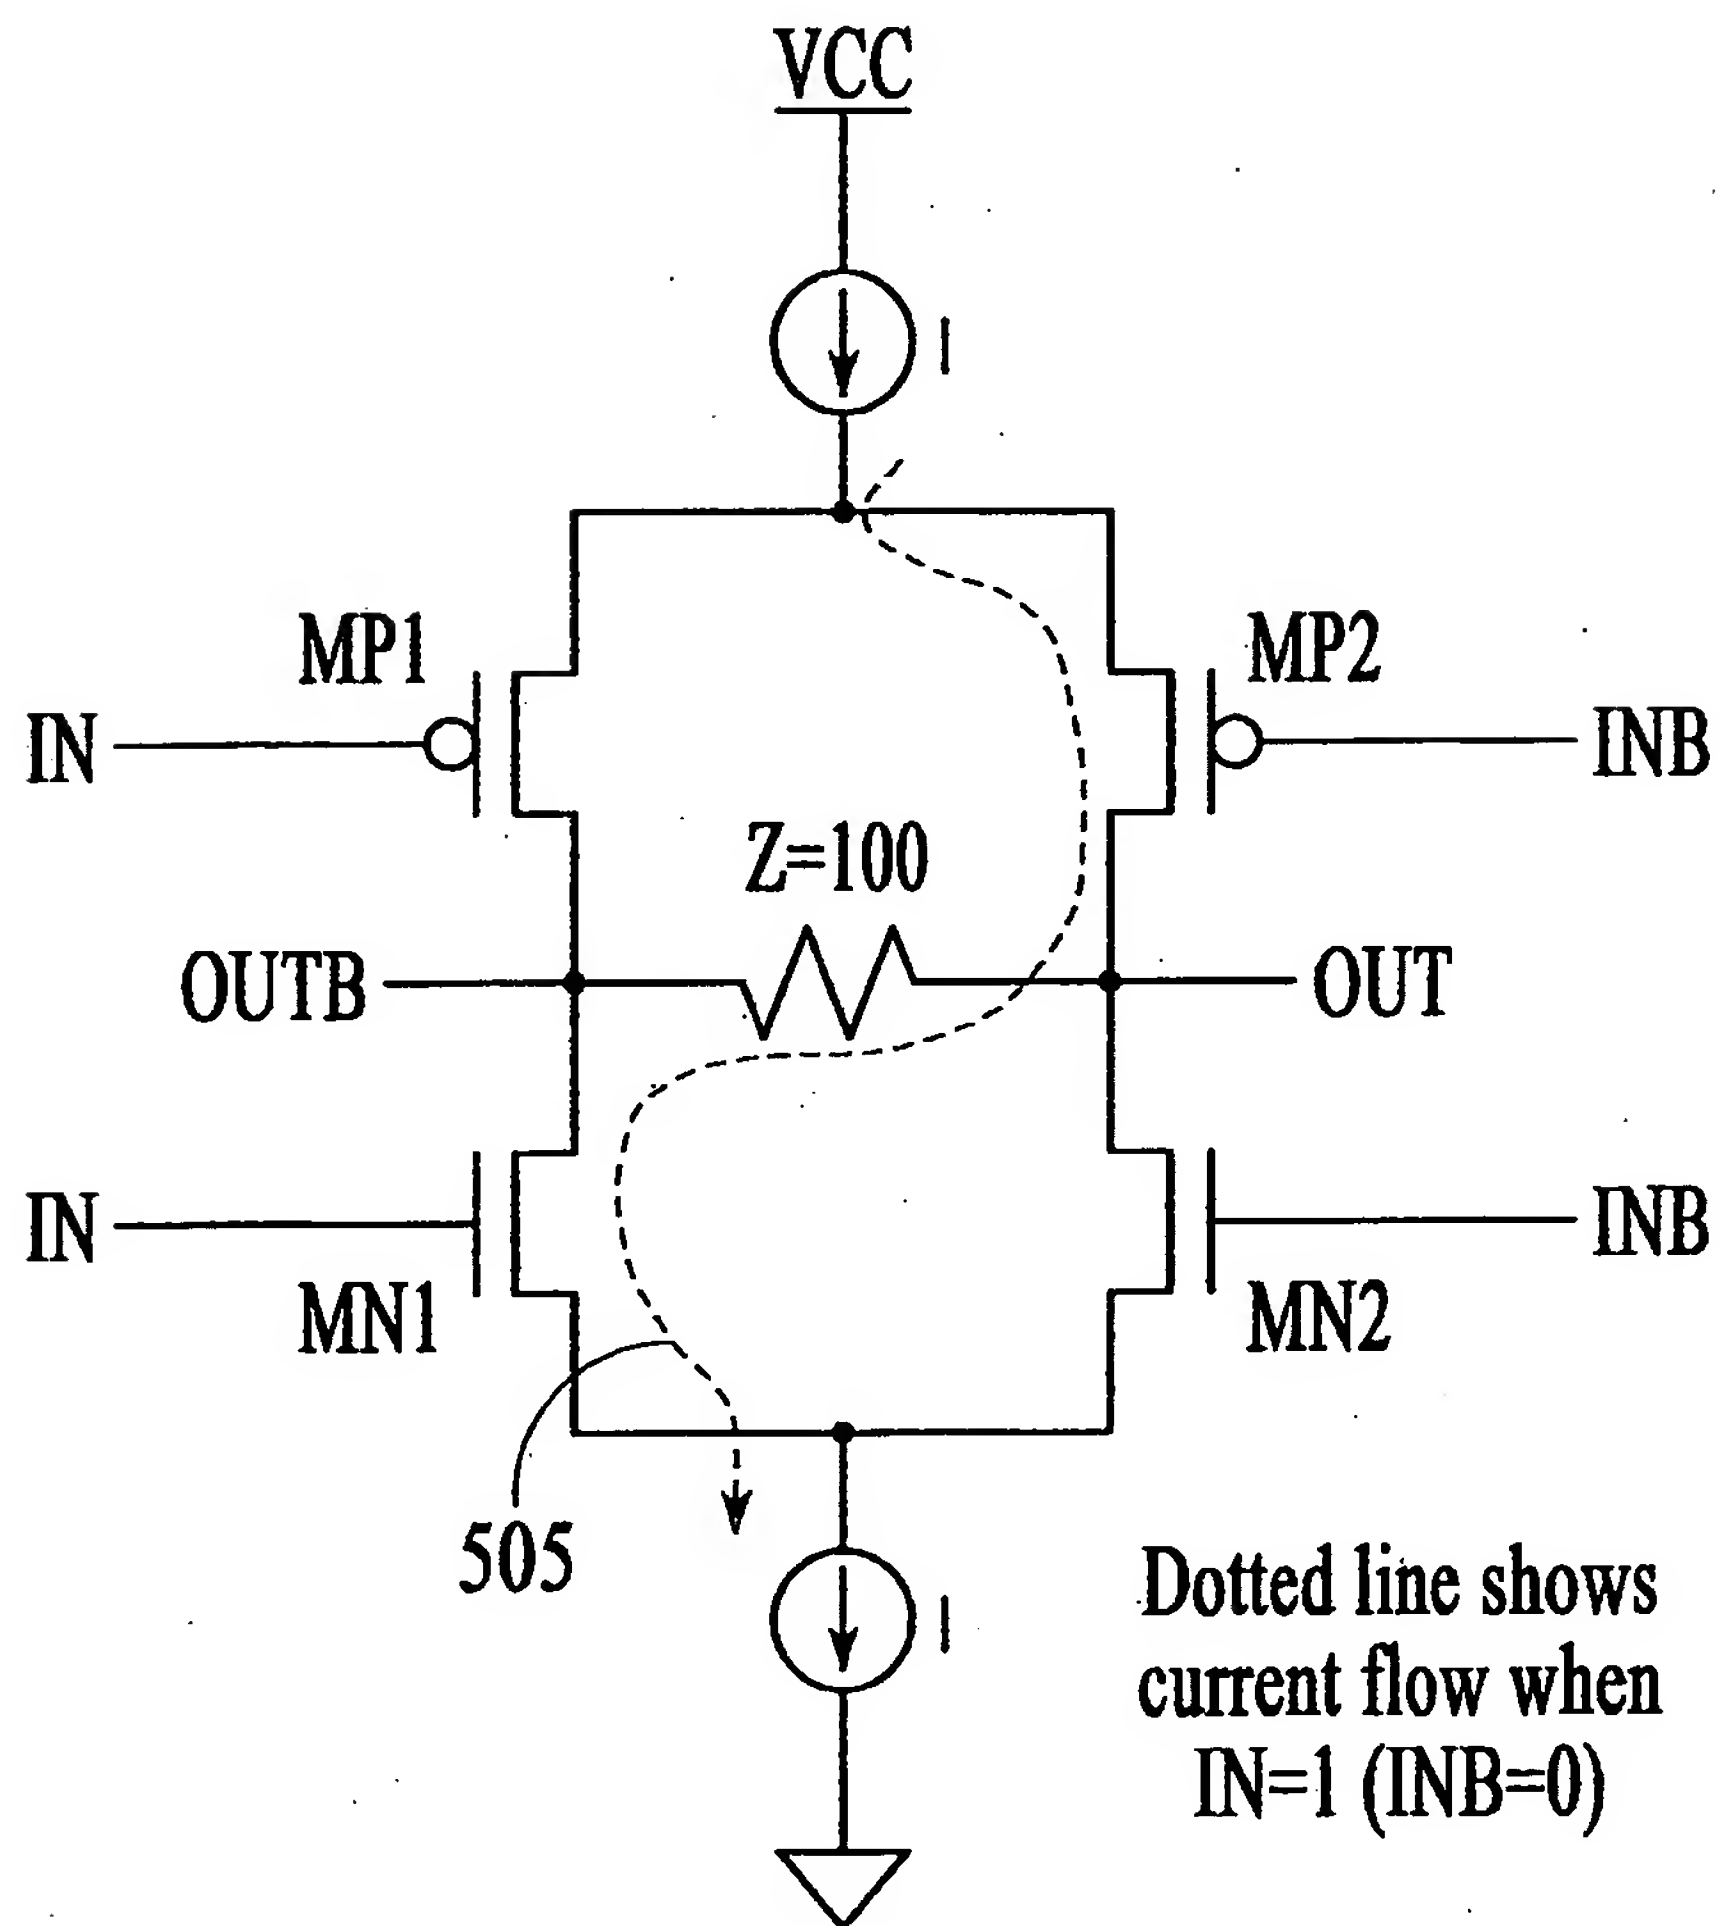 VCC
I
MP1
MP2
IN
INB
Z=100
OUTB
OUT
IN
INB
MN1
MN2
505
I
Dotted line shows
current flow when
IN=1 (INB=0)